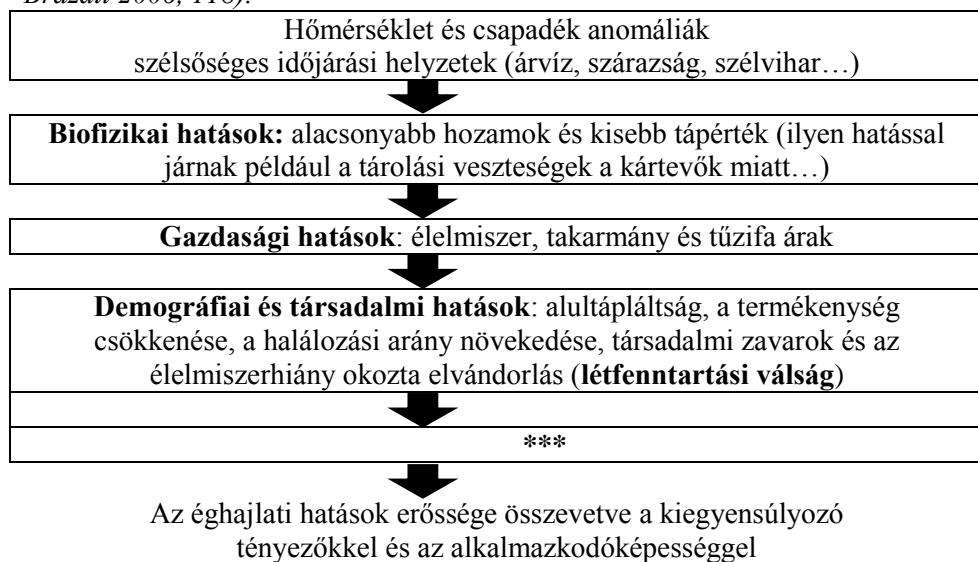 Brázdil 2006, 118).
Hőmérséklet és csapadék anomáliák
szélsőséges időjárási helyzetek (árvíz, szárazság, szélvihar…)
Biofizikai hatások: alacsonyabb hozamok és kisebb tápérték (ilyen hatással
járnak például a tárolási veszteségek a kártevők miatt…)
Gazdasági hatások: élelmiszer, takarmány és tűzifa árak
Demográfiai és társadalmi hatások: alultápláltság, a termékenység
csökkenése, a halálozási arány növekedése, társadalmi zavarok és az
élelmiszerhiány okozta elvándorlás (létfenntartási válság)
***
Az éghajlati hatások erőssége összevetve a kiegyensúlyozó
tényezőkkel és az alkalmazkodóképességgel